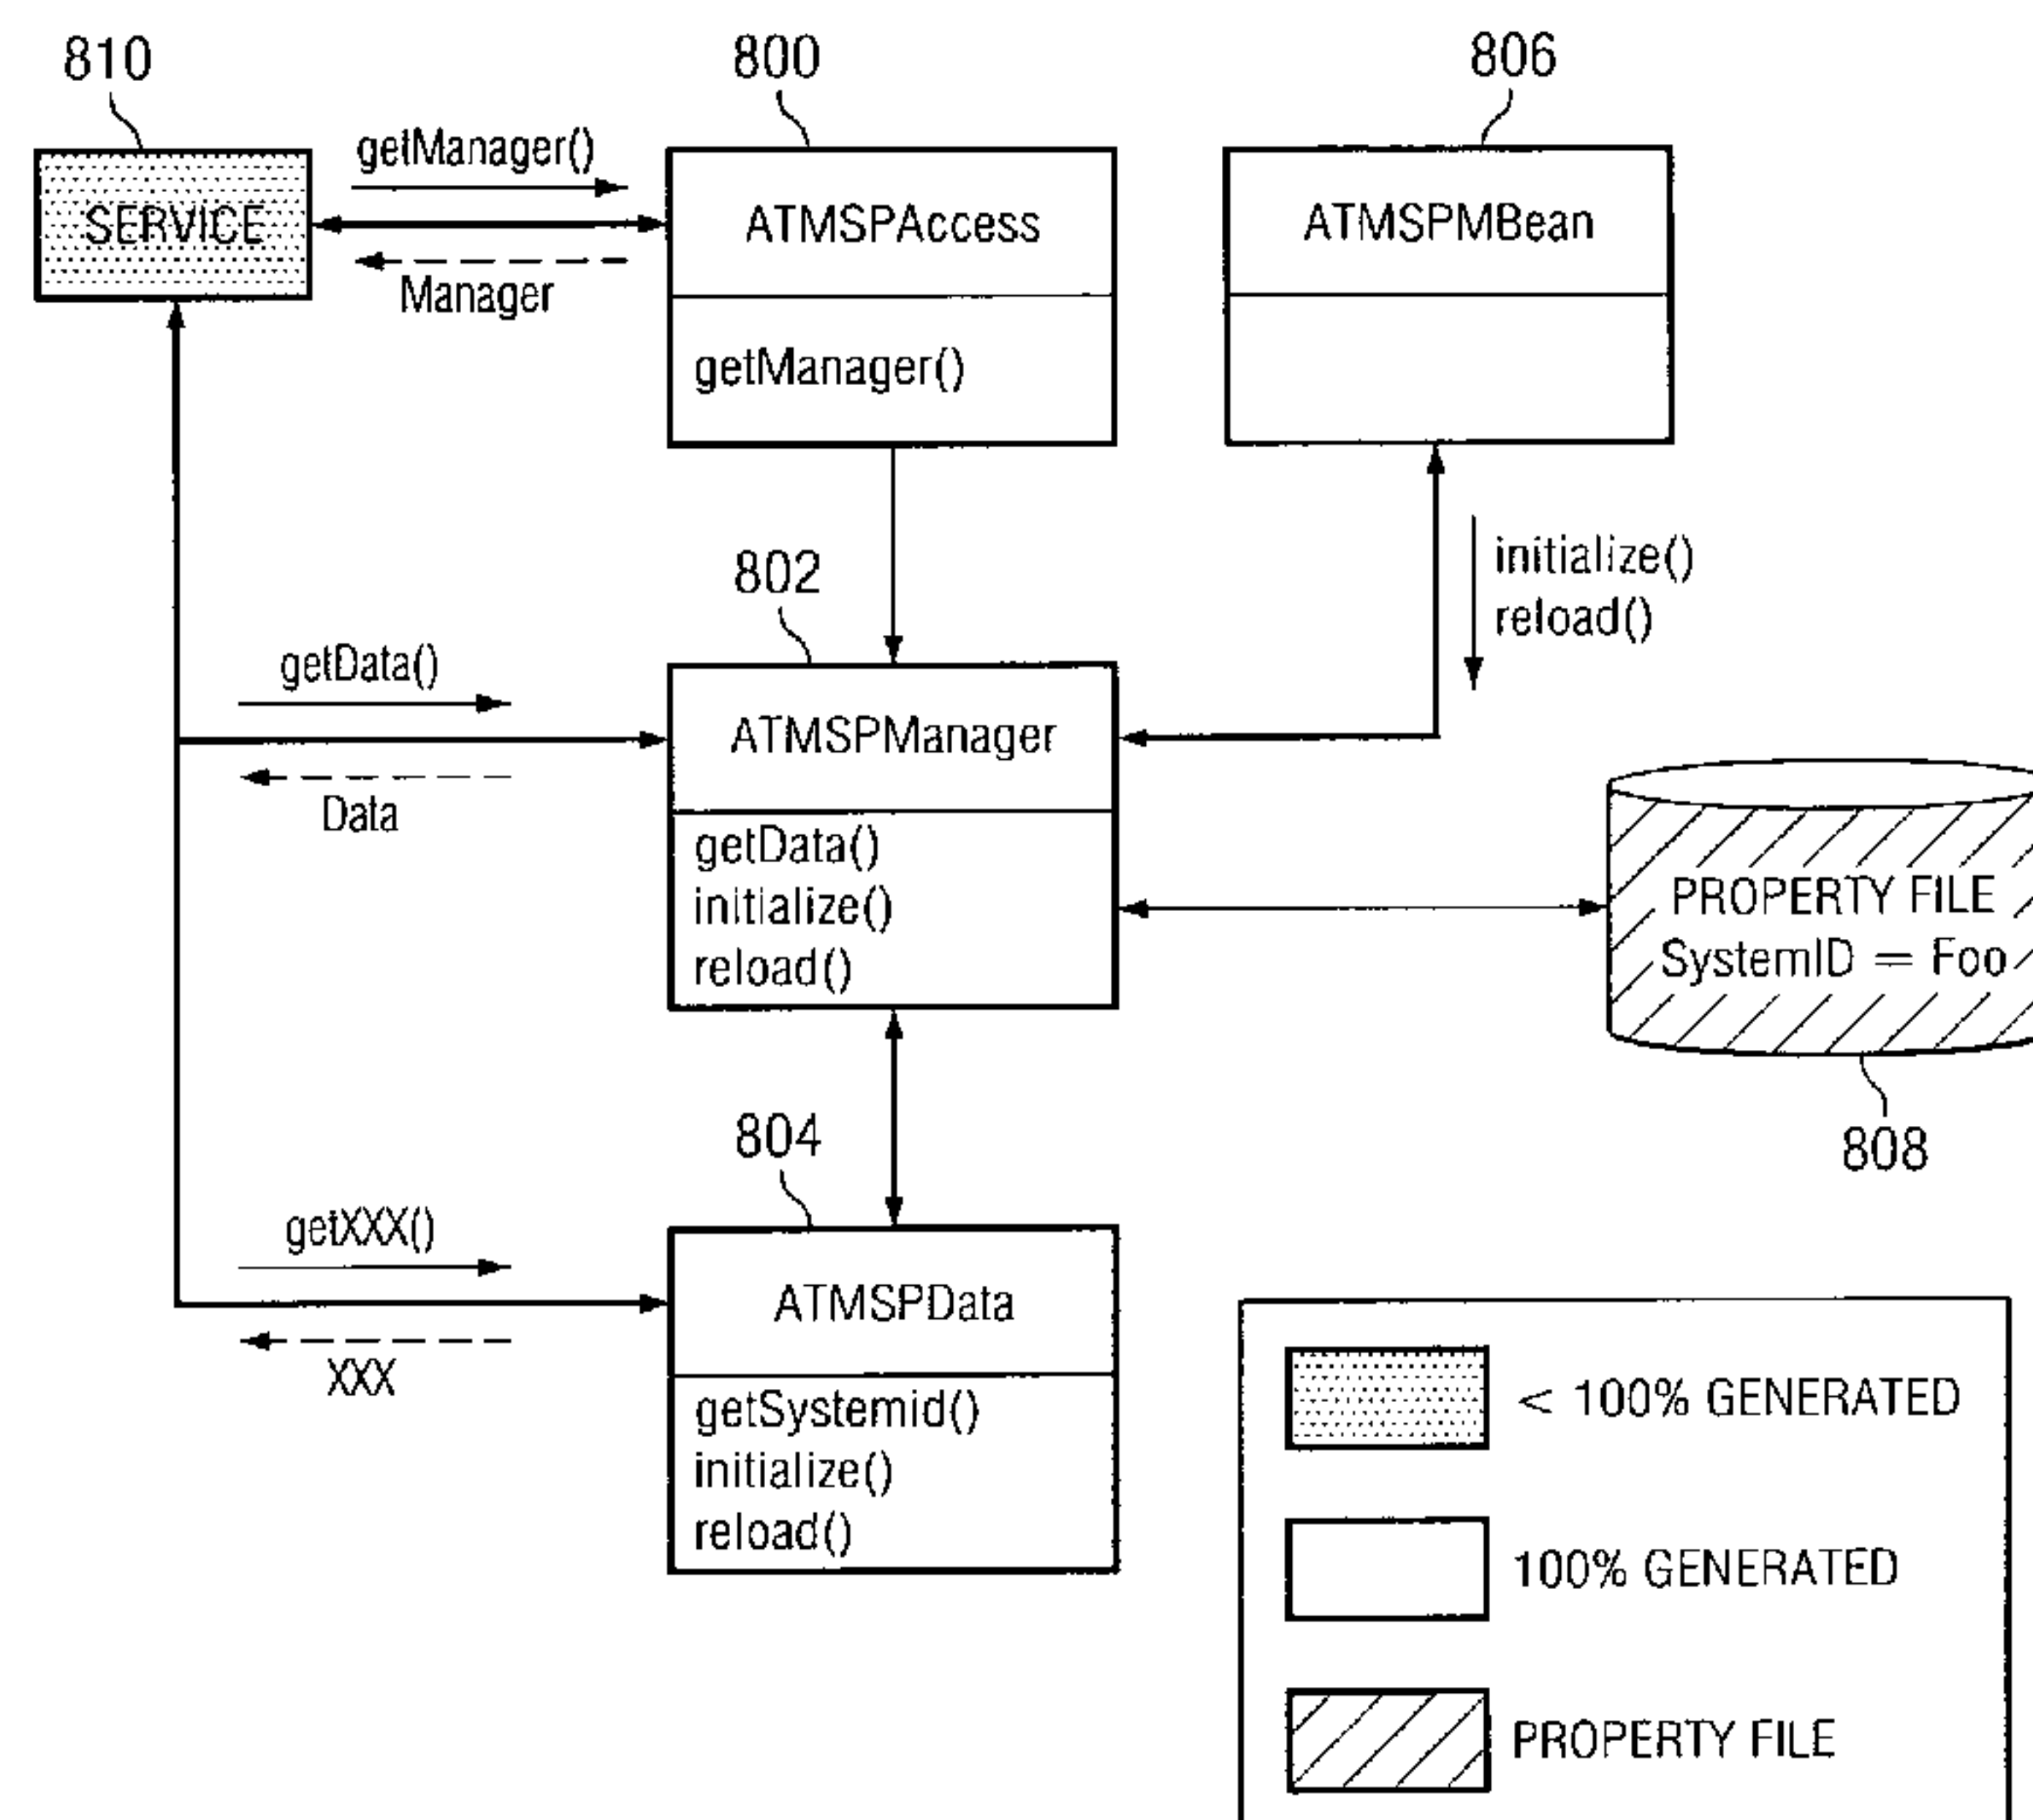 810
800
806
getManager()
SERVICE
ATMSPAccess
ATMSPMBean
Manager
getManager()
initialize()
reload()
802
getData()
ATMSPManager
Data
getData()
initialize()
reload()
PROPERTY FILE
SystemID = Foo
808
804
getXXX()
ATMSPData
XXX
getSystemid()
initialize()
reload()
< 100% GENERATED
100% GENERATED
PROPERTY FILE